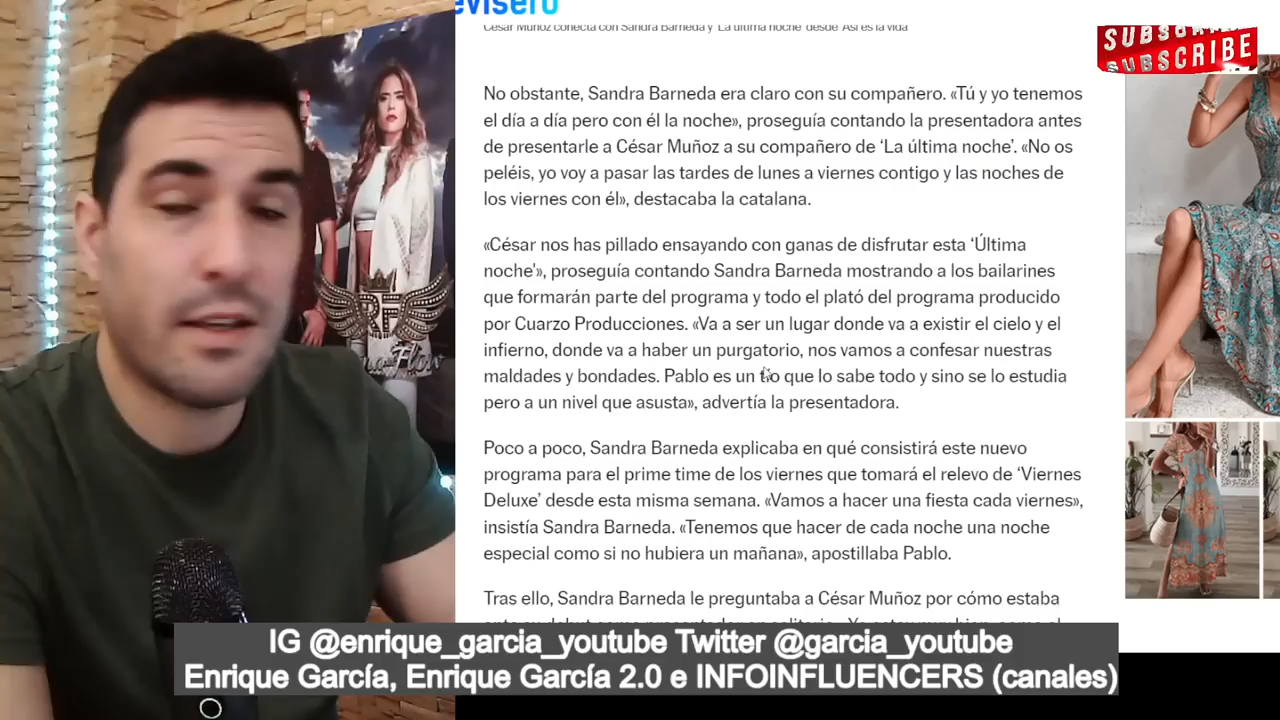 César Muñoz conecta con Sandra Barneda y 'La última noche' desde 'Así es la vida'
SUBSCRIBE
No obstante, Sandra Barneda era claro con su compañero. «Tú y yo tenemos
el día a día pero con él la noche», proseguía contando la presentadora antes
de presentarle a César Muñoz a su compañero de ‘La última noche’. «No os
peléis, yo voy a pasar las tardes de lunes a viernes contigo y las noches de
los viernes con él», destacaba la catalana.
«César nos has pillado ensayando con ganas de disfrutar esta ‘Última
noche'», proseguía contando Sandra Barneda mostrando a los bailarines
que formarán parte del programa y todo el plató del programa producido
por Cuarzo Producciones. «Va a ser un lugar donde va a existir el cielo y el
infierno, donde va a haber un purgatorio, nos vamos a confesar nuestras
maldades y bondades. Pablo es un tío que lo sabe todo y sino se lo estudia
pero a un nivel que asusta», advertía la presentadora.
Poco a poco, Sandra Barneda explicaba en qué consistirá este nuevo
programa para el prime time de los viernes que tomará el relevo de ‘Viernes
Deluxe’ desde esta misma semana. «Vamos a hacer una fiesta cada viernes»,
insistía Sandra Barneda. «Tenemos que hacer de cada noche una noche
especial como si no hubiera un mañana», apostillaba Pablo.
Tras ello, Sandra Barneda le preguntaba a César Muñoz por cómo estaba
IG @enrique_garcia_youtube Twitter @garcia_youtube
Enrique García, Enrique García 2.0 e INFOINFLUENCERS (canales)